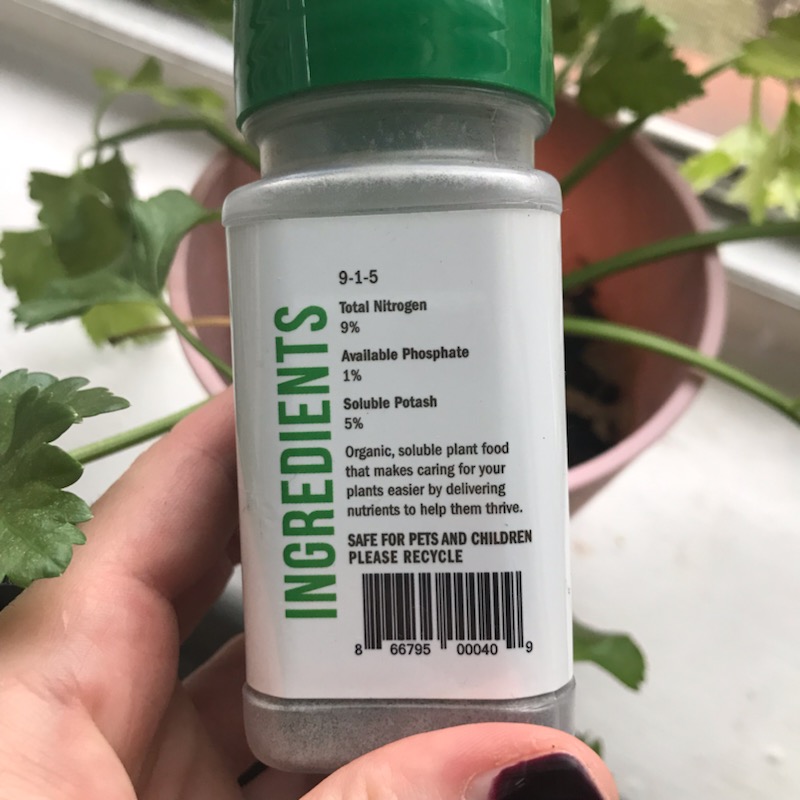 INGREDIENTS
9-1-5
Total Nitrogen
9%
Available Phosphate
1%
Soluble Potash
5%
Organic, soluble plant food
that makes caring for your
plants easier by delivering
nutrients to help them thrive.
SAFE FOR PETS AND CHILDREN
PLEASE RECYCLE
8 66795 00040 9